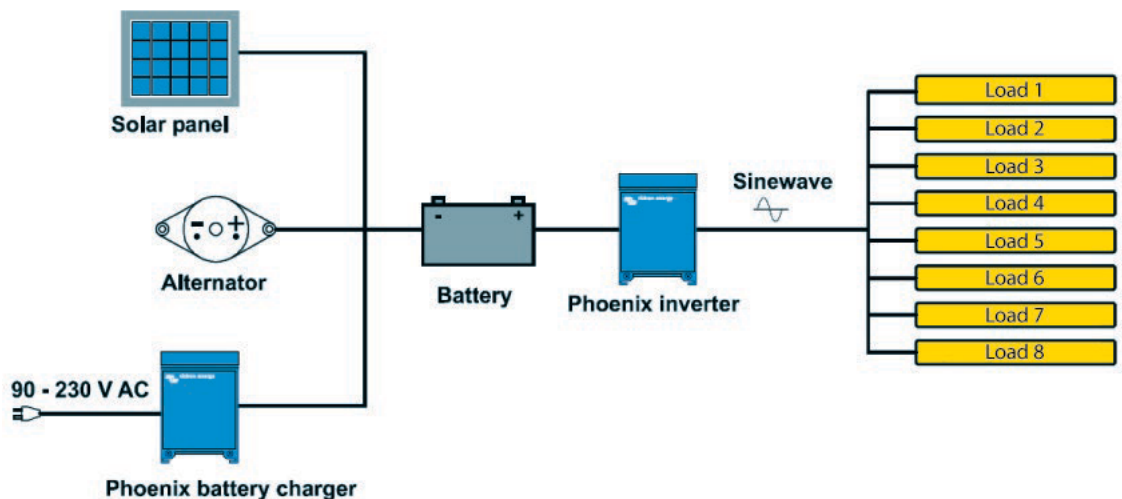 Solar panel
Alternator
90 - 230 V AC
Phoenix battery charger
Battery
Phoenix inverter
Sinewave
Load 1
Load 2
Load 3
Load 4
Load 5
Load 6
Load 7
Load 8